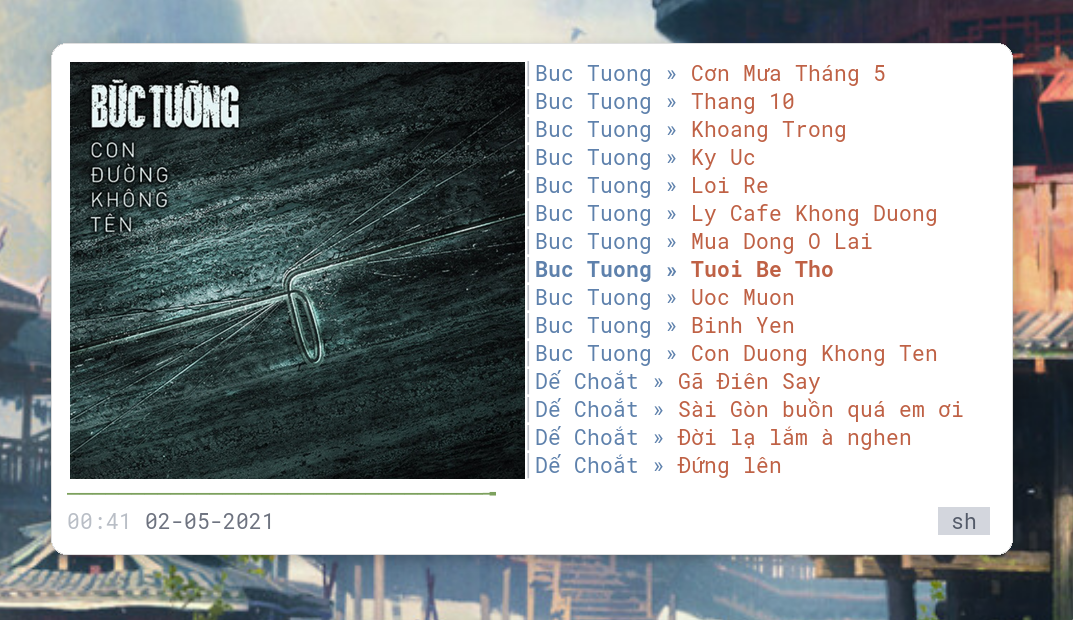 BỨC TƯỜNG
CON
ĐƯỜNG
KHÔNG
TÊN
Buc Tuong » Cơn Mưa Tháng 5
Buc Tuong » Thang 10
Buc Tuong » Khoang Trong
Buc Tuong » Ky Uc
Buc Tuong » Loi Re
Buc Tuong » Ly Cafe Khong Duong
Buc Tuong » Mua Dong O Lai
Buc Tuong » Tuoi Be Tho
Buc Tuong » Uoc Muon
Buc Tuong » Binh Yen
Buc Tuong » Con Duong Khong Ten
Dế Choắt » Gã Điên Say
Dế Choắt » Sài Gòn buồn quá em ơi
Dế Choắt » Đời lạ lắm à nghen
Dế Choắt » Đứng lên
00:41 02-05-2021
sh